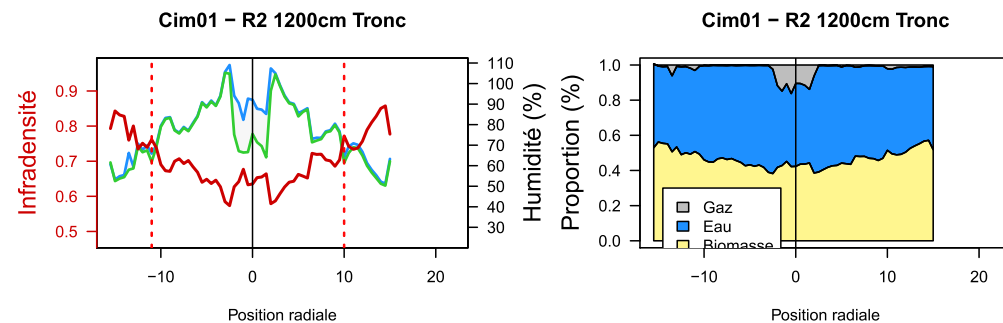 Cim01 − R2 1200cm Tronc
Infradensité
0.9
0.8
0.7
0.6
0.5
110
100
90
80
70
60
50
40
30
Humidité (%)
−10
0
10
20
Position radiale
Cim01 − R2 1200cm Tronc
Proportion (%)
1.0
0.8
0.6
0.4
0.2
0.0
Gaz
Eau
Biomasse
−10
0
10
20
Position radiale